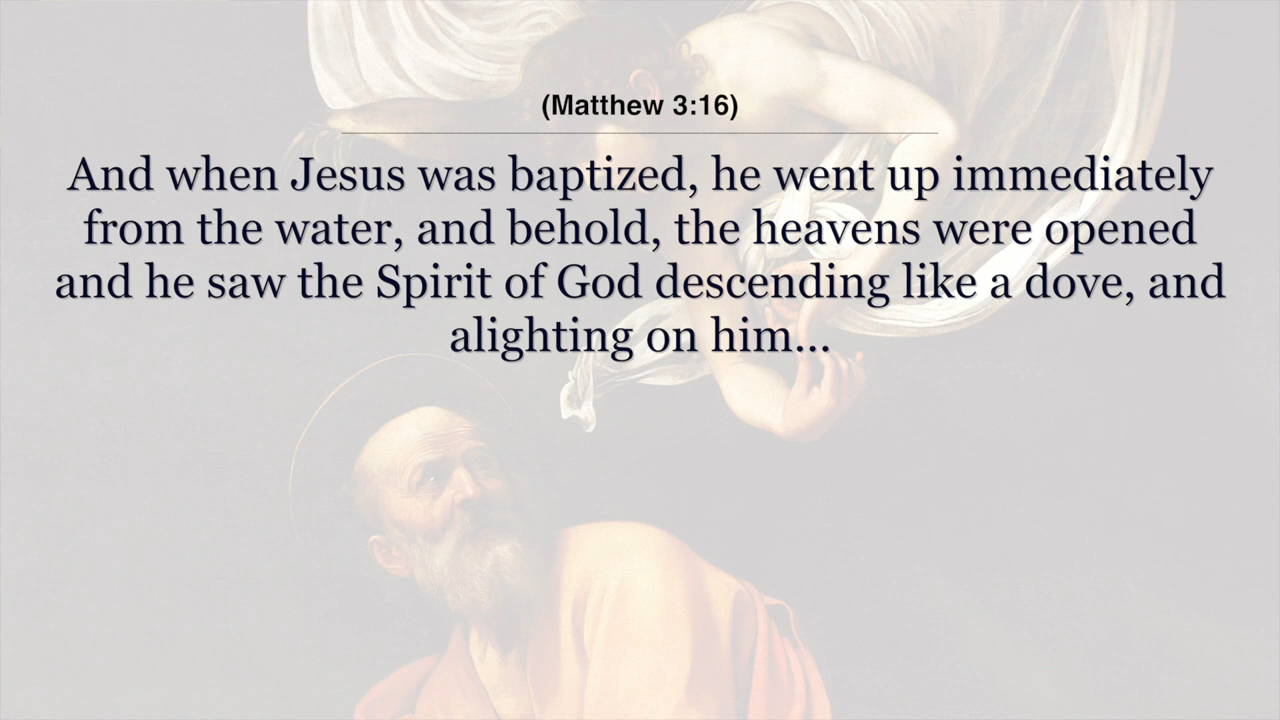 (Matthew 3:16)
And when Jesus was baptized, he went up immediately
from the water, and behold, the heavens were opened
and he saw the Spirit of God descending like a dove, and
alighting on him...